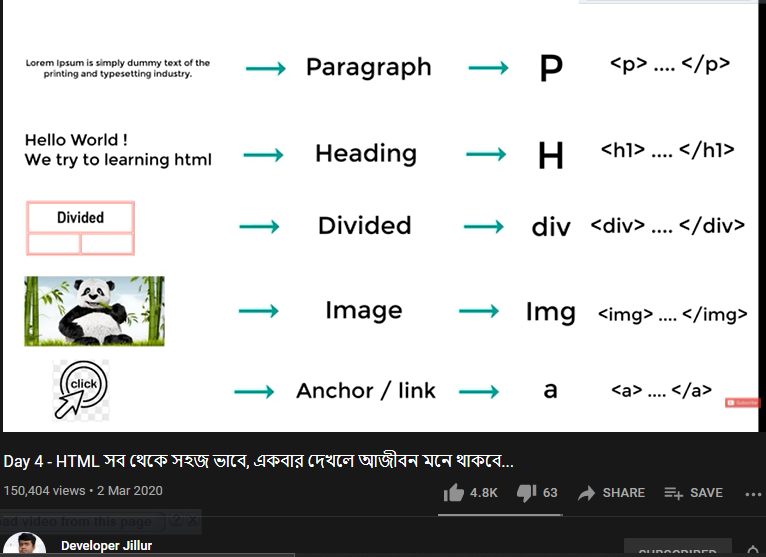 Lorem Ipsum is simply dummy text of the
printing and typesetting industry.
Paragraph
P
<p> .... </p>
Hello World !
We try to learning html
Heading
H
<h1> .... </h1>
Divided
Divided
div
<div> .... </div>
Image
Img
<img> .... </img>
click
Anchor / link
a
<a> .... </a>
Subscribe
Day 4 - HTML সব থেকে সহজ ভাবে, একবার দেখলে আজীবন মনে থাকবে...
150,404 views • 2 Mar 2020
4.8K
63
SHARE
SAVE
video from this page
Developer Jillur
SUBSCRIBED